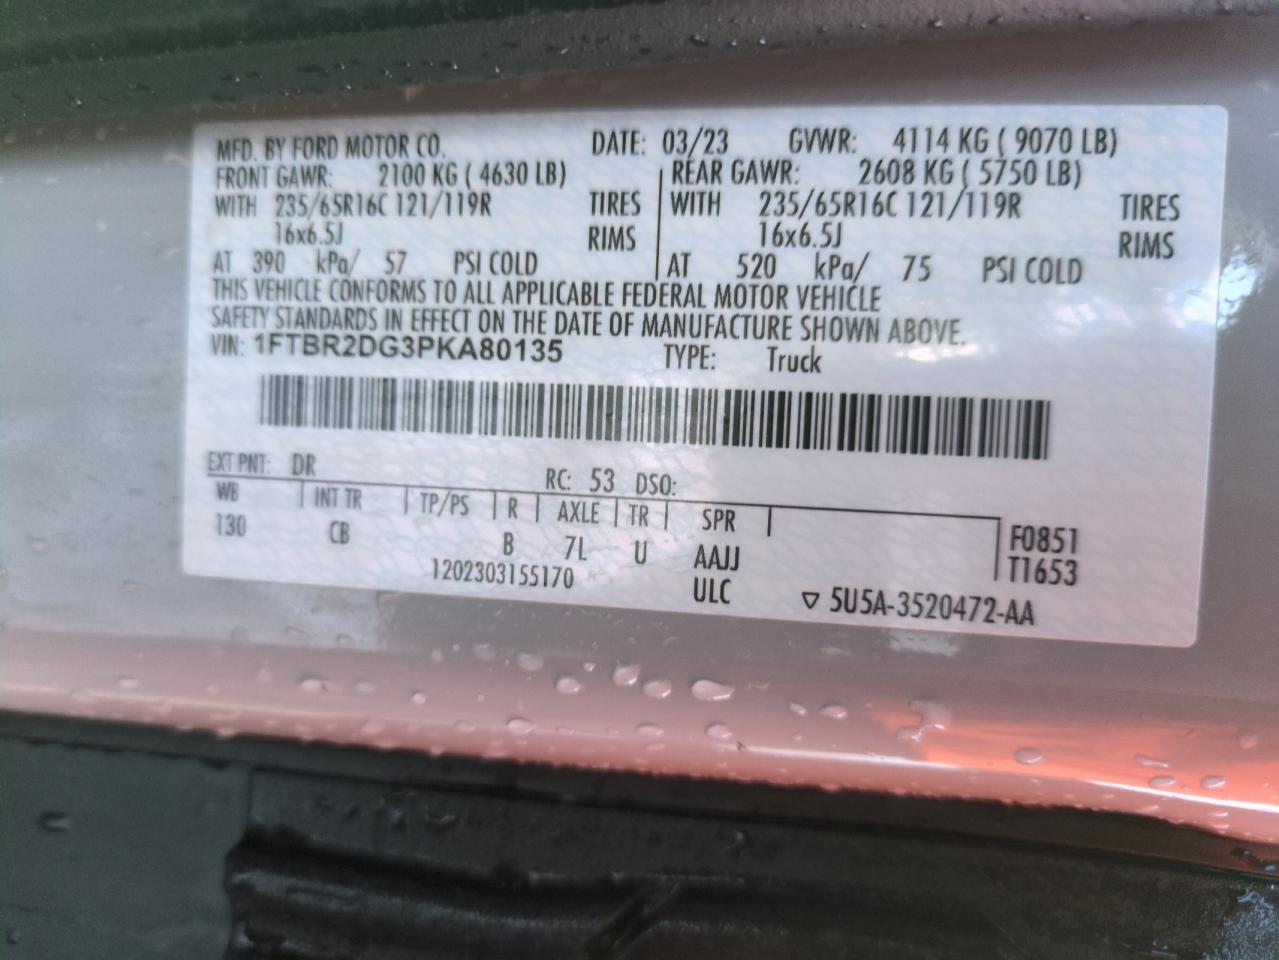 MFD. BY FORD MOTOR CO. DATE: 03/23 GVWR: 4114 KG ( 9070 LB)
FRONT GAWR: 2100 KG ( 4630 LB) REAR GAWR: 2608 KG ( 5750 LB)
WITH 235/65R16C 121/119R TIRES WITH 235/65R16C 121/119R TIRES
16x6.5J RIMS 16x6.5J RIMS
AT 390 kPa/ 57 PSI COLD AT 520 kPa/ 75 PSI COLD
THIS VEHICLE CONFORMS TO ALL APPLICABLE FEDERAL MOTOR VEHICLE
SAFETY STANDARDS IN EFFECT ON THE DATE OF MANUFACTURE SHOWN ABOVE.
VIN: 1FTBR2DG3PKA80135 TYPE: Truck
EXT PNT: DR RC: 53 DSO:
WB INT TR TP/PS R AXLE TR SPR
130 CB B 7L U AAJJ F0851
1202303155170 ULC T1653
▽ 5U5A-3520472-AA